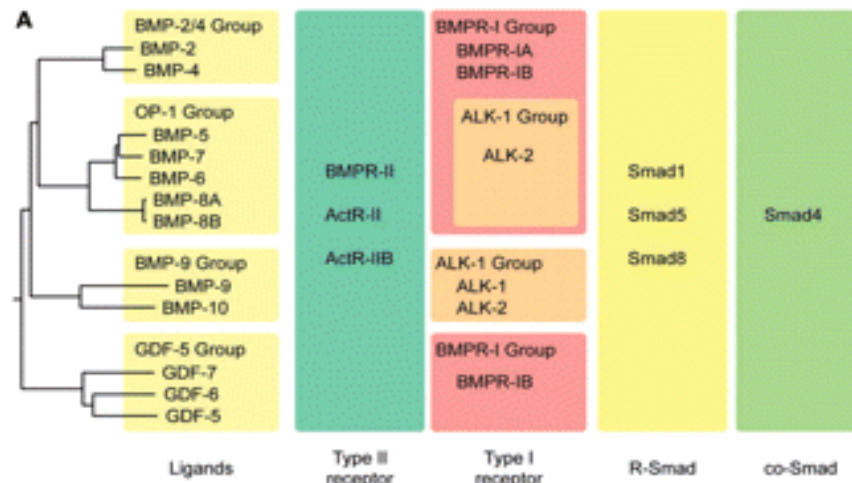 A
BMP-2/4 Group
BMP-2
BMP-4
OP-1 Group
BMP-5
BMP-7
BMP-6
BMP-8A
BMP-8B
BMP-9 Group
BMP-9
BMP-10
GDF-5 Group
GDF-7
GDF-6
GDF-5
Ligands
BMPR-II
ActR-II
ActR-IIB
Type II
receptor
BMPR-I Group
BMPR-IA
BMPR-IB
ALK-1 Group
ALK-2
ALK-1 Group
ALK-1
ALK-2
BMPR-I Group
BMPR-IB
Type I
receptor
Smad1
Smad5
Smad8
R-Smad
Smad4
co-Smad